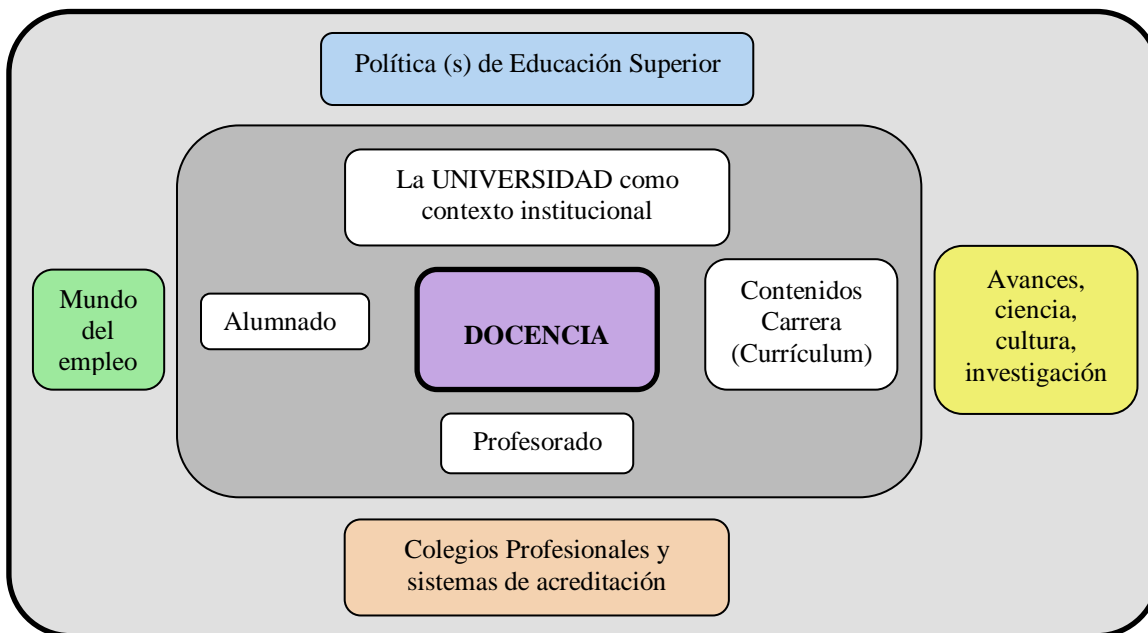 Política (s) de Educación Superior
La UNIVERSIDAD como
contexto institucional
Mundo
del
empleo
Alumnado
DOCENCIA
Contenidos
Carrera
(Currículum)
Avances,
ciencia,
cultura,
investigación
Profesorado
Colegios Profesionales y
sistemas de acreditación